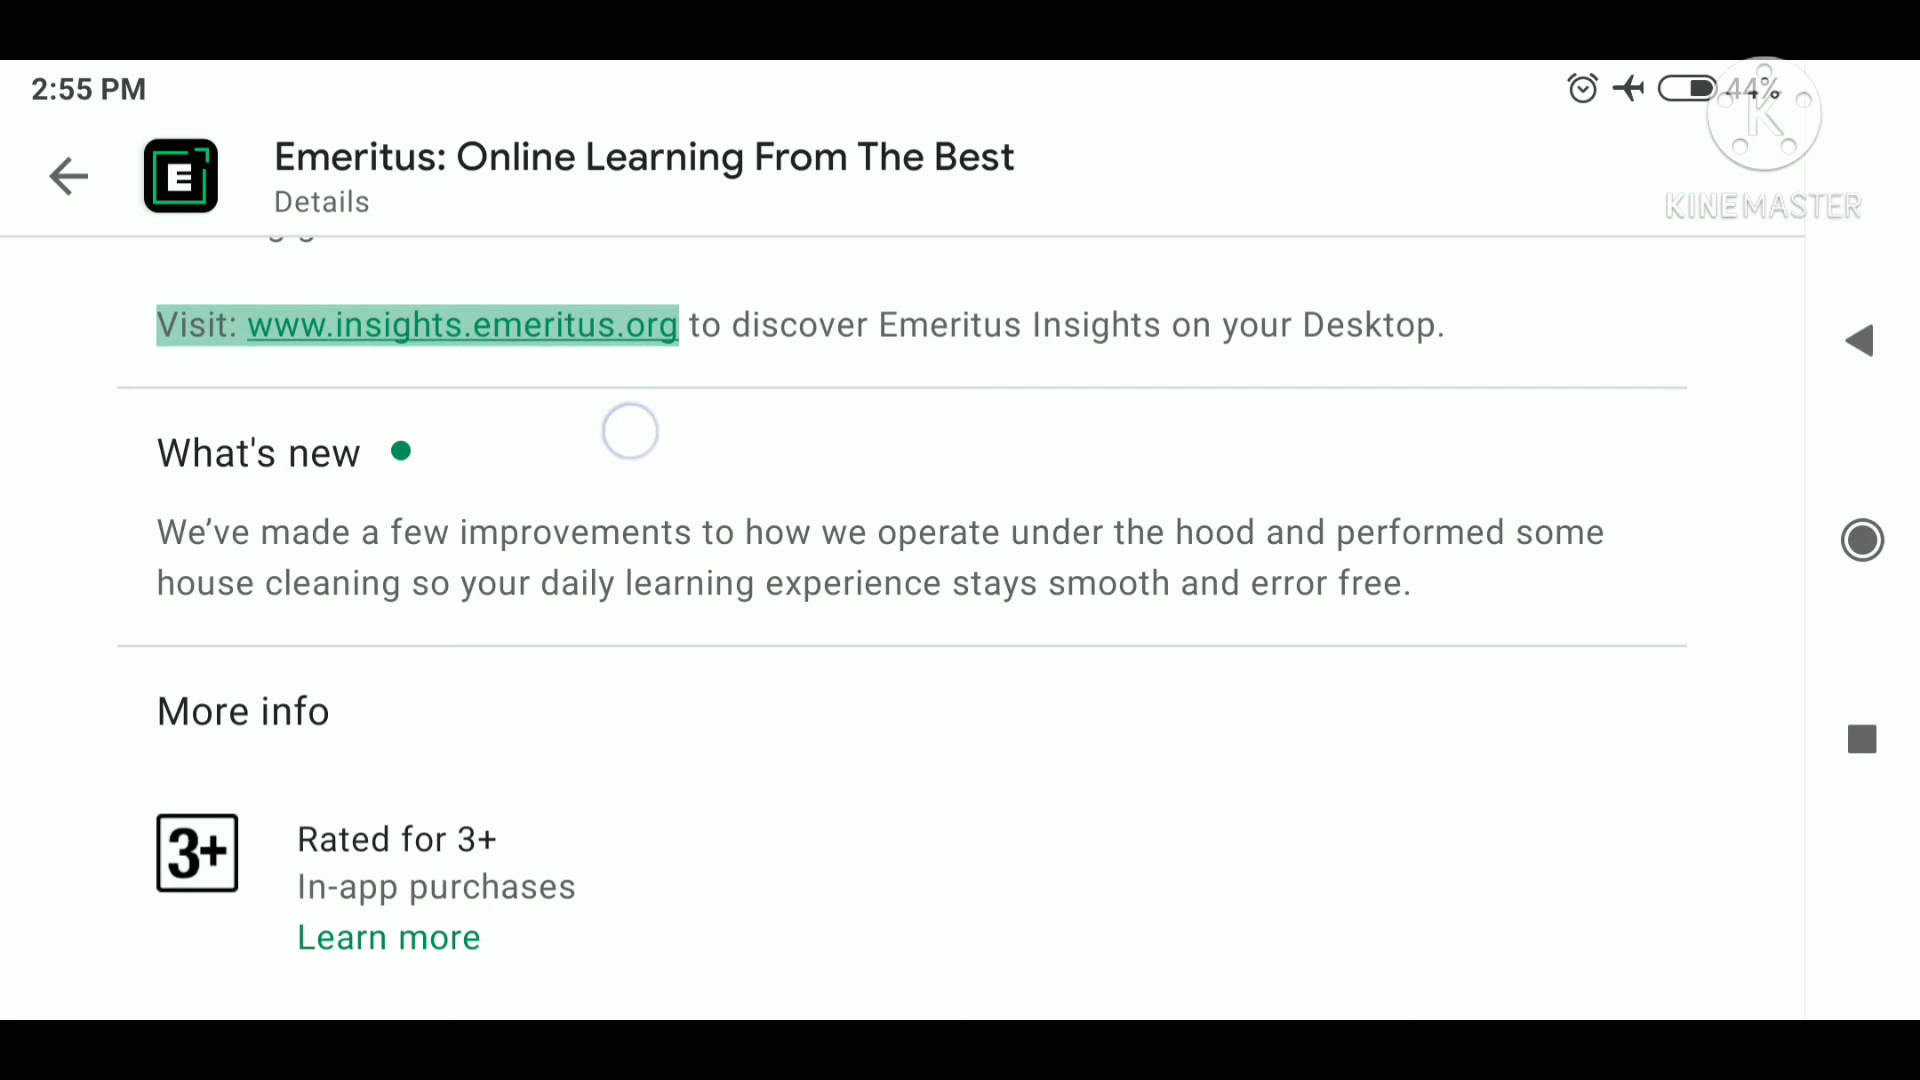 2:55 PM
44%
K
KINEMASTER
E
Emeritus: Online Learning From The Best
Details
Visit: www.insights.emeritus.org to discover Emeritus Insights on your Desktop.
What's new
We’ve made a few improvements to how we operate under the hood and performed some
house cleaning so your daily learning experience stays smooth and error free.
More info
3+
Rated for 3+
In-app purchases
Learn more